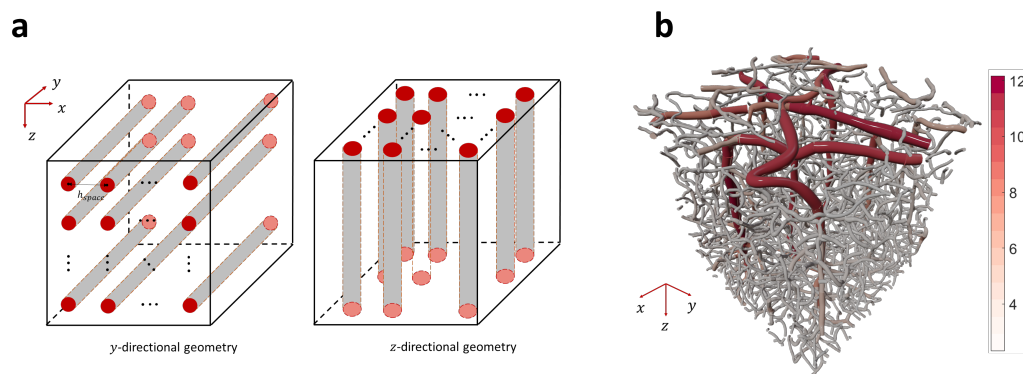 a
b
y
x
z
h_space
y-directional geometry
z-directional geometry
x
y
z
12
10
8
6
4